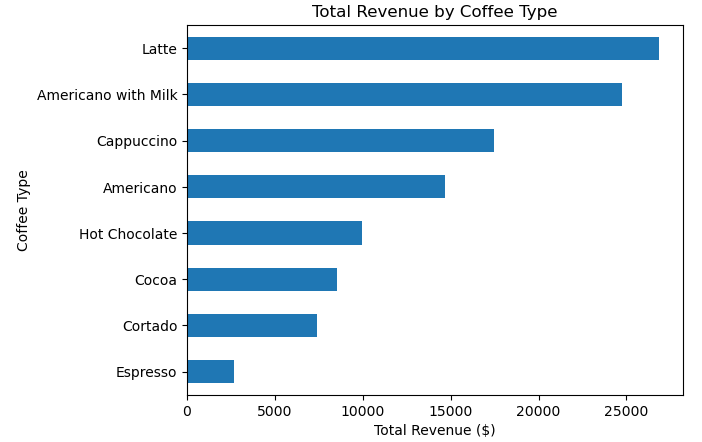 Total Revenue by Coffee Type
Coffee Type
Latte
Americano with Milk
Cappuccino
Americano
Hot Chocolate
Cocoa
Cortado
Espresso
0 5000 10000 15000 20000 25000
Total Revenue ($)